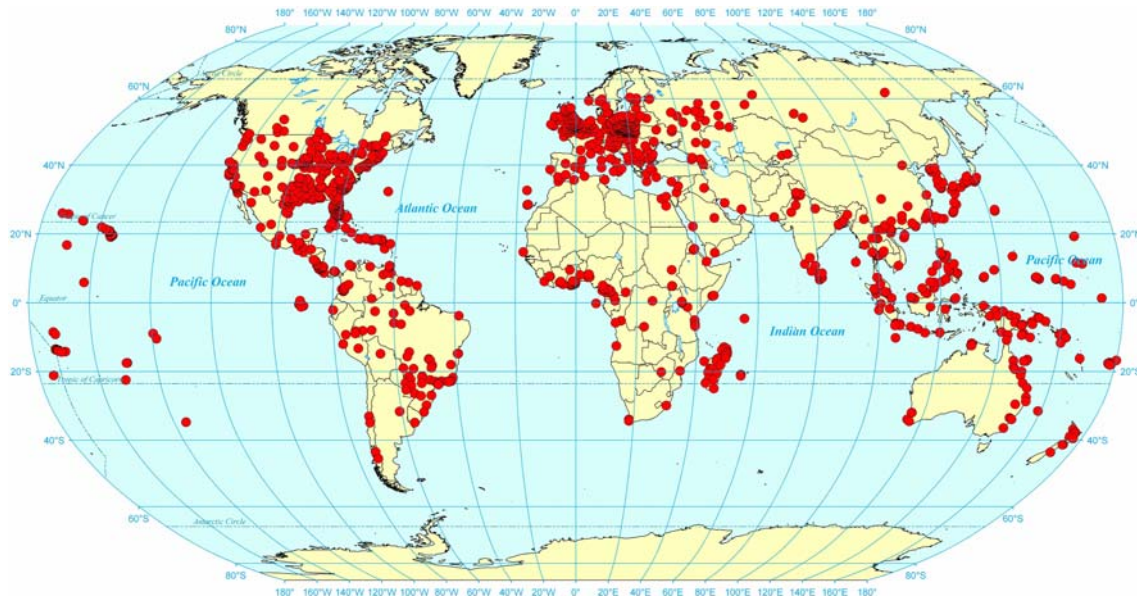 180° 160°W 140°W 120°W 100°W 80°W 60°W 40°W 20°W 0° 20°E 40°E 60°E 80°E 100°E 120°E 140°E 160°E 180°
80°N 80°N
60°N 60°N
40°N 40°N
Atlantic Ocean
20°N 20°N
Pacific Ocean Pacific Ocean
Equator
0° 0°
Indian Ocean
20°S 20°S
Tropic of Capricorn
40°S 40°S
60°S 60°S
Antarctic Circle
80°S 80°S
180° 160°W 140°W 120°W 100°W 80°W 60°W 40°W 20°W 0° 20°E 40°E 60°E 80°E 100°E 120°E 140°E 160°E 180°